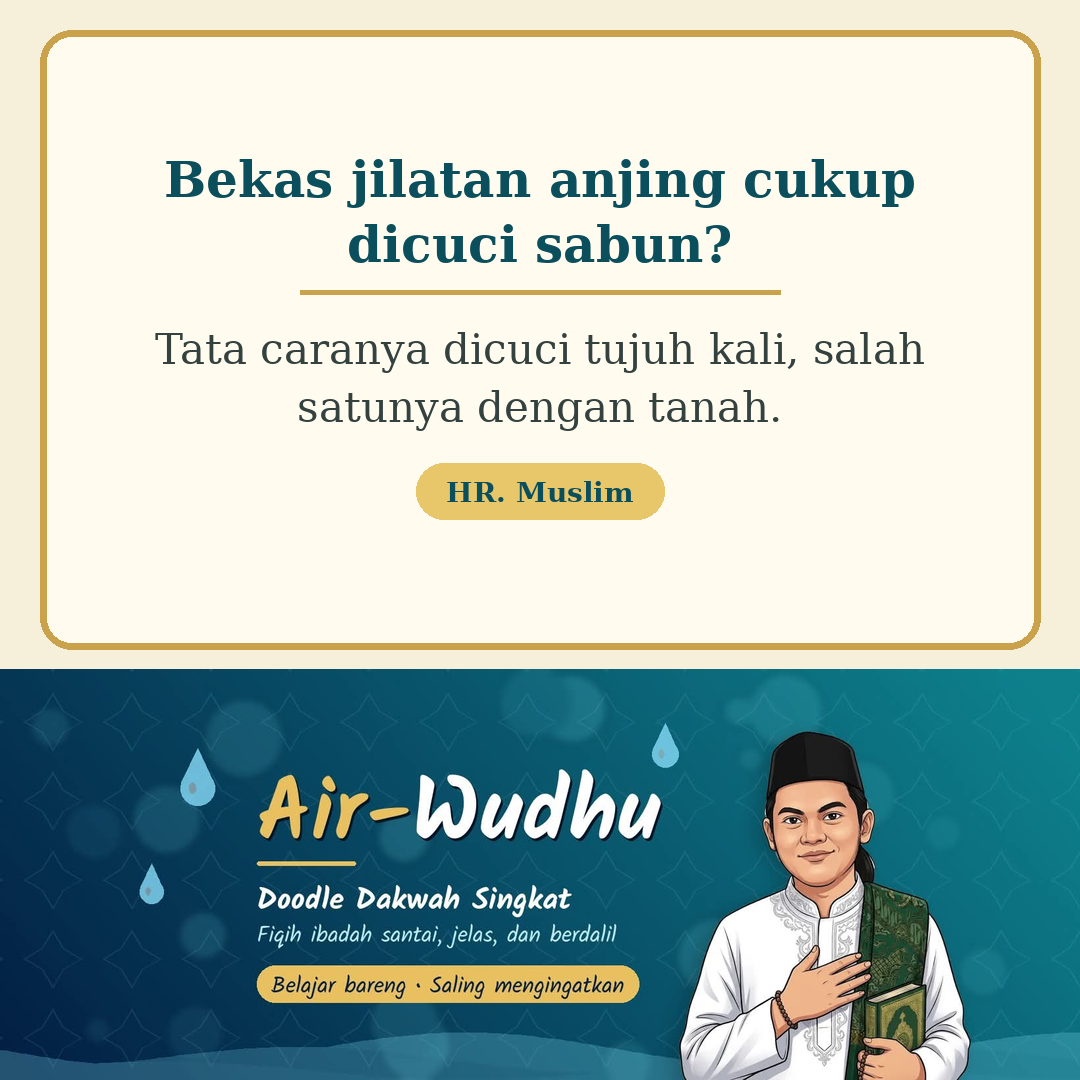 Bekas jilatan anjing cukup
dicuci sabun?
Tata caranya dicuci tujuh kali, salah
satunya dengan tanah.
HR. Muslim
Air-Wudhu
Doodle Dakwah Singkat
Fiqih ibadah santai, jelas, dan berdalil
Belajar bareng • Saling mengingatkan